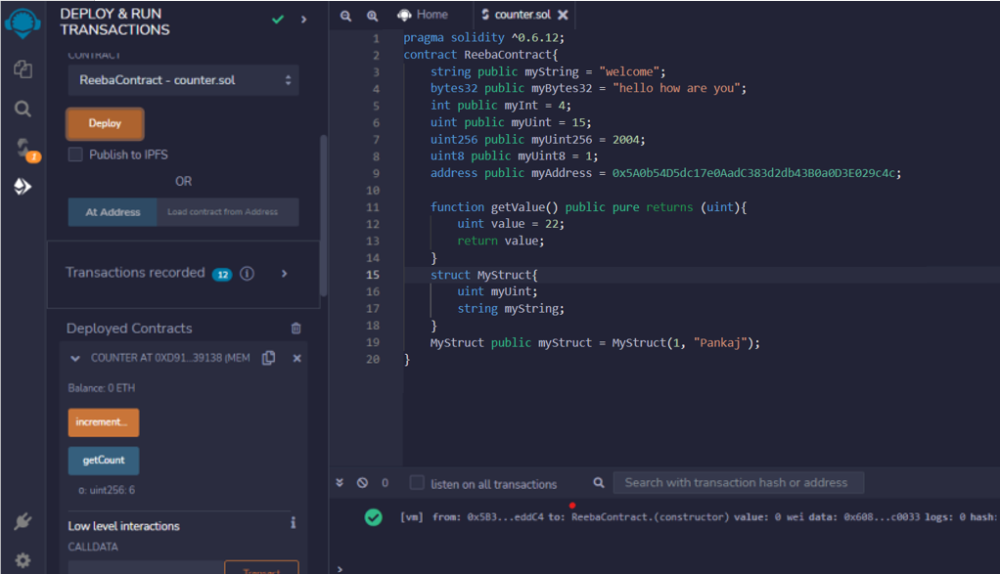 DEPLOY & RUN
TRANSACTIONS
CONTRACT
ReebaContract - counter.sol
Deploy
Publish to IPFS
OR
At Address
Load contract from Address
Transactions recorded 12 i
Deployed Contracts
COUNTER AT 0XD91...39138 (MEM
Balance: 0 ETH
increment...
getCount
0: uint256: 6
Low level interactions i
CALLDATA
Transact
1
Home
counter.sol
1 pragma solidity ^0.6.12;
2 contract ReebaContract{
3 string public myString = "welcome";
4 bytes32 public myBytes32 = "hello how are you";
5 int public myInt = 4;
6 uint public myUint = 15;
7 uint256 public myUint256 = 2004;
8 uint8 public myUint8 = 1;
9 address public myAddress = 0x5A0b54D5dc17e0AadC383d2db43B0a0D3E029c4c;
10
11 function getValue() public pure returns (uint){
12 uint value = 22;
13 return value;
14 }
15 struct MyStruct{
16 uint myUint;
17 string myString;
18 }
19 MyStruct public myStruct = MyStruct(1, "Pankaj");
20 }
0
listen on all transactions
Search with transaction hash or address
[vm] from: 0x5B3...eddC4 to: ReebaContract.(constructor) value: 0 wei data: 0x608...c0033 logs: 0 hash:
>